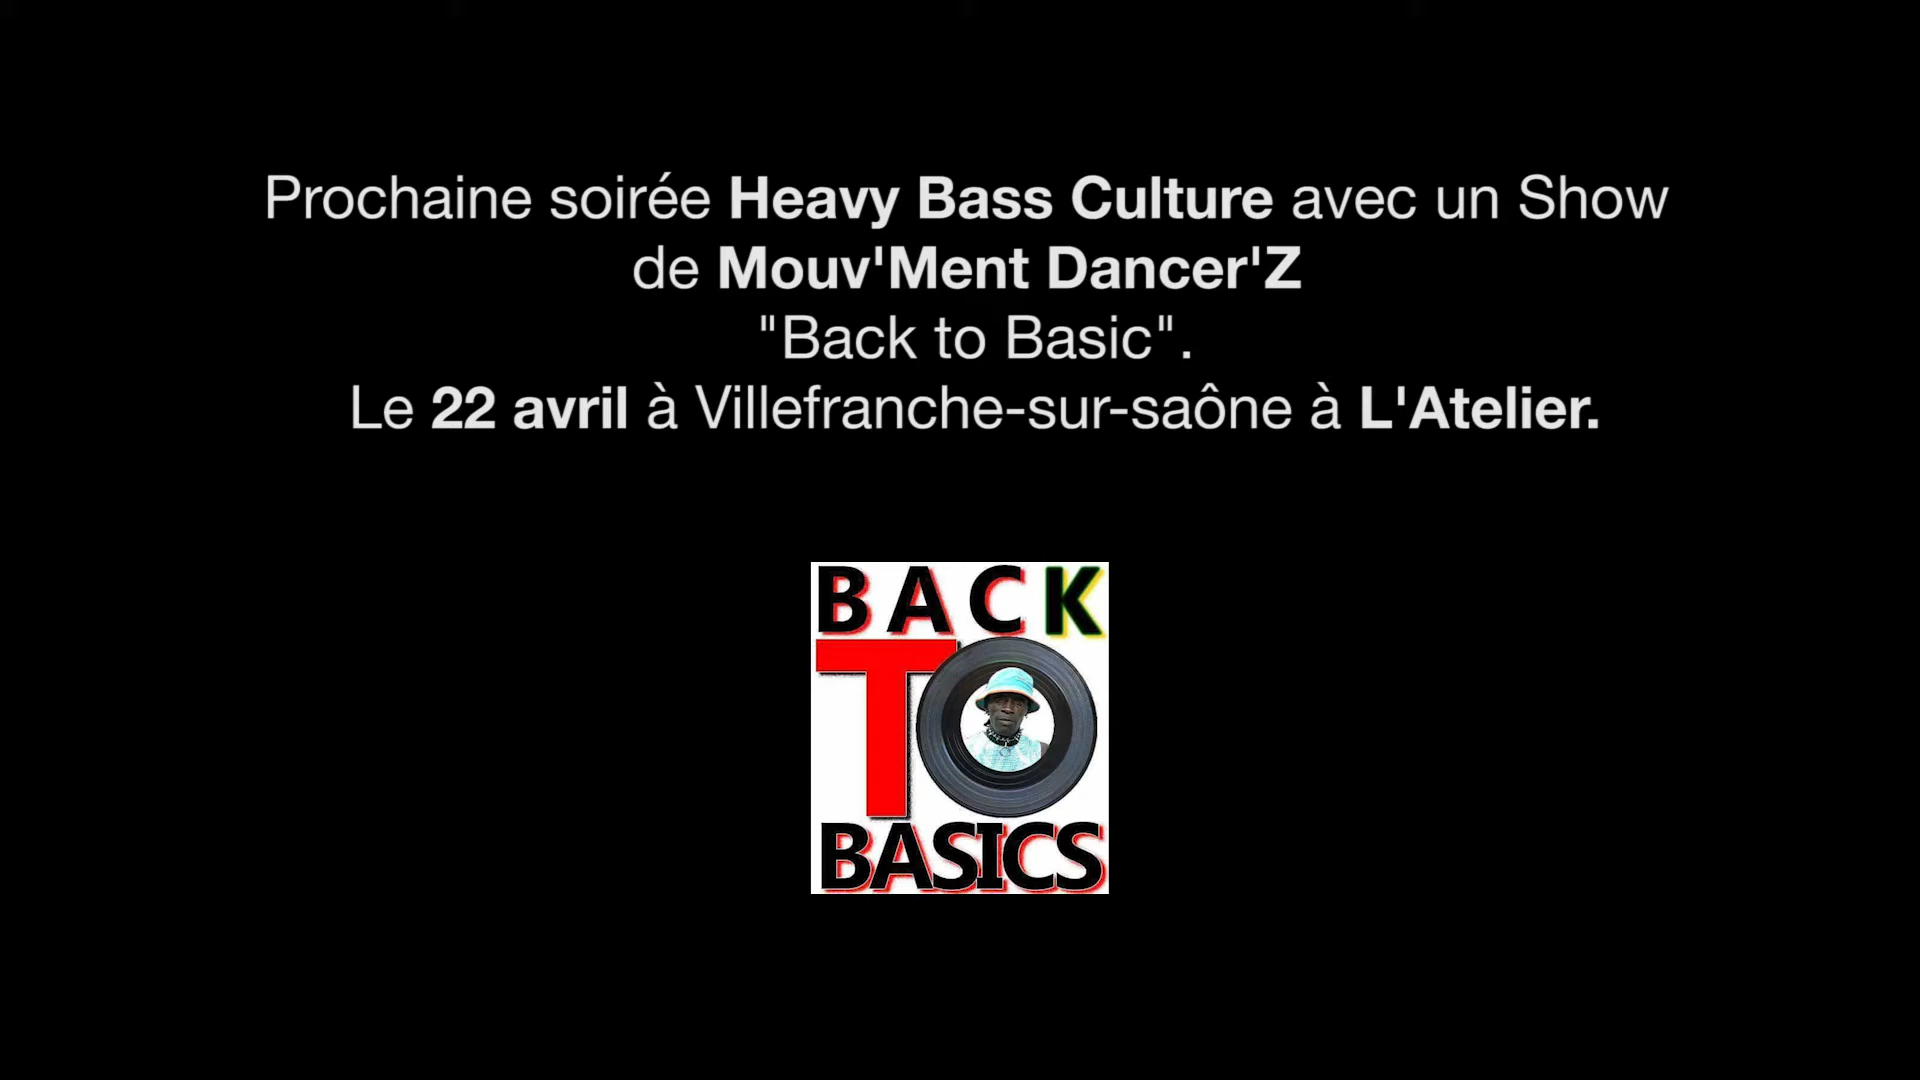 Prochaine soirée Heavy Bass Culture avec un Show
de Mouv'Ment Dancer'Z
"Back to Basic".
Le 22 avril à Villefranche-sur-saône à L'Atelier.
BACK
TO
BASICS